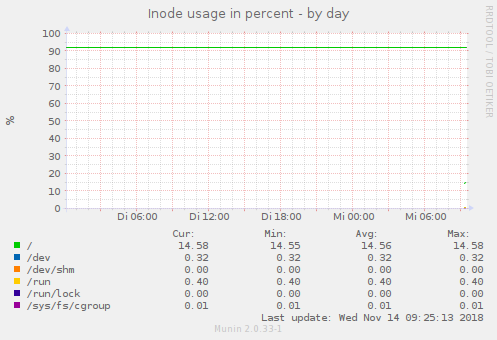 Inode usage in percent - by day
RRDTOOL / TOBI OETIKER
%
100
90
80
70
60
50
40
30
20
10
0
Di 06:00 Di 12:00 Di 18:00 Mi 00:00 Mi 06:00
Cur: Min: Avg: Max:
/ 14.58 14.55 14.56 14.58
/dev 0.32 0.32 0.32 0.32
/dev/shm 0.00 0.00 0.00 0.00
/run 0.40 0.40 0.40 0.40
/run/lock 0.00 0.00 0.00 0.00
/sys/fs/cgroup 0.01 0.01 0.01 0.01
Last update: Wed Nov 14 09:25:13 2018
Munin 2.0.33-1